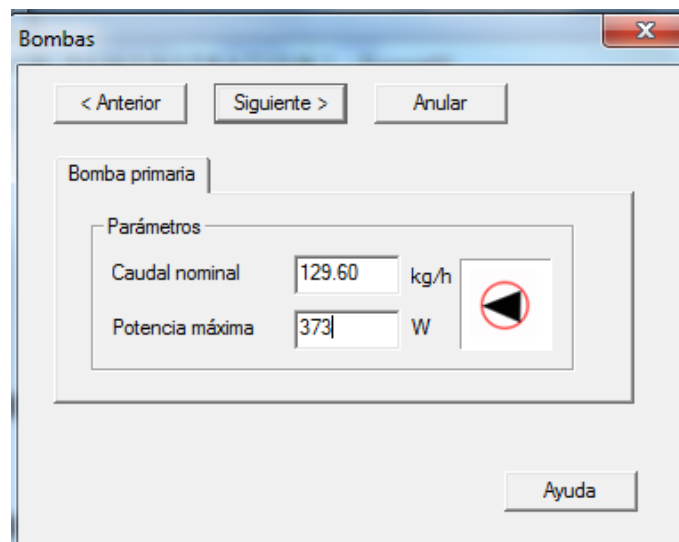 Bombas
< Anterior
Siguiente >
Anular
Bomba primaria
Parámetros
Caudal nominal 129.60 kg/h
Potencia máxima 373 W
Ayuda